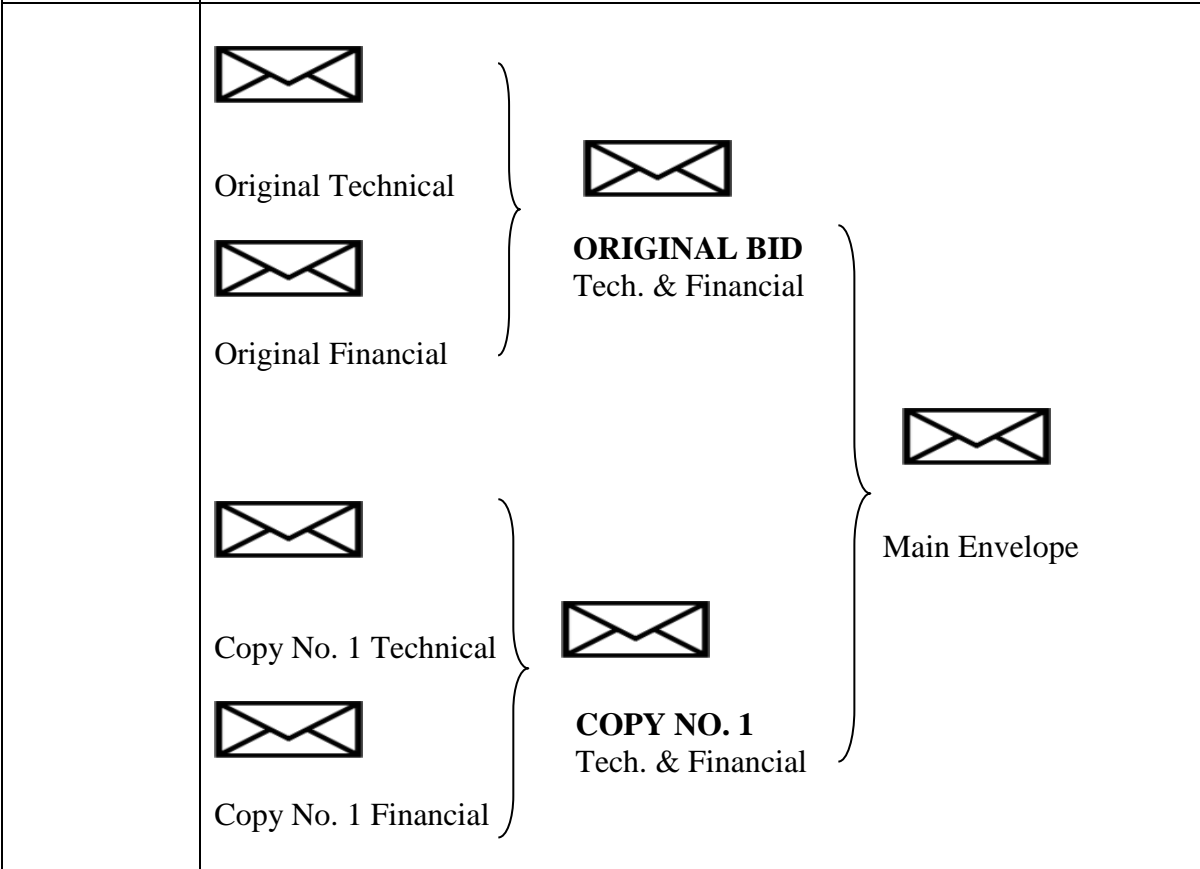 Original Technical
Original Financial
ORIGINAL BID
Tech. & Financial
Copy No. 1 Technical
Copy No. 1 Financial
COPY NO. 1
Tech. & Financial
Main Envelope